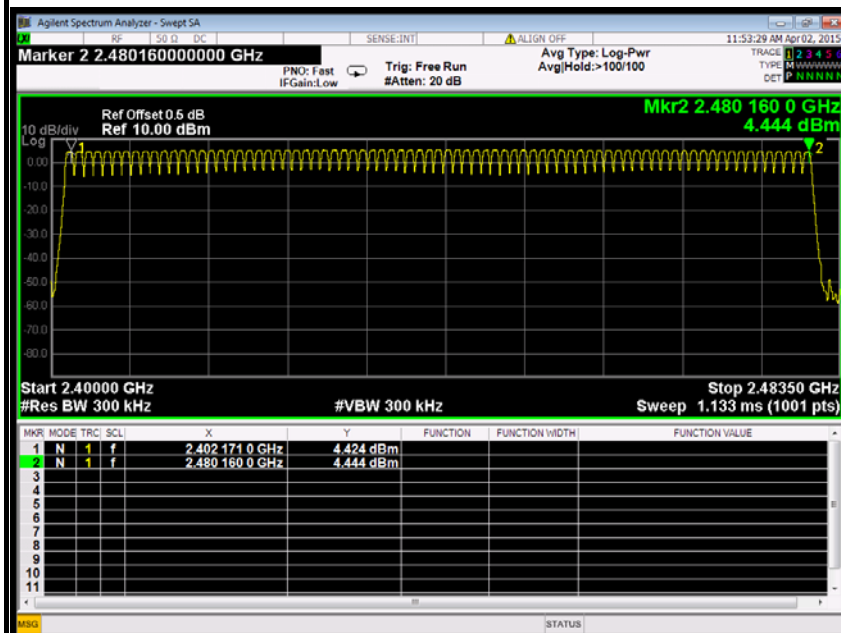 Agilent Spectrum Analyzer - Swept SA
LXI RF 50 Ω DC SENSE:INT ALIGN OFF 11:53:29 AM Apr 02, 2015
Marker 2 2.480160000000 GHz
PNO: Fast
IFGain:Low
Trig: Free Run
#Atten: 20 dB
Avg Type: Log-Pwr
Avg|Hold:>100/100
TRACE 1 2 3 4 5 6
TYPE M WWWWW
DET P NNNNN
Mkr2 2.480 160 0 GHz
4.444 dBm
Ref Offset 0.5 dB
10 dB/div Ref 10.00 dBm
Log
1
2
0.00
-10.0
-20.0
-30.0
-40.0
-50.0
-60.0
-70.0
-80.0
Start 2.40000 GHz Stop 2.48350 GHz
#Res BW 300 kHz #VBW 300 kHz Sweep 1.133 ms (1001 pts)
MKR MODE TRC SCL X Y FUNCTION FUNCTION WIDTH FUNCTION VALUE
1 N 1 f 2.402 171 0 GHz 4.424 dBm
2 N 1 f 2.480 160 0 GHz 4.444 dBm
3
4
5
6
7
8
9
10
11
MSG STATUS